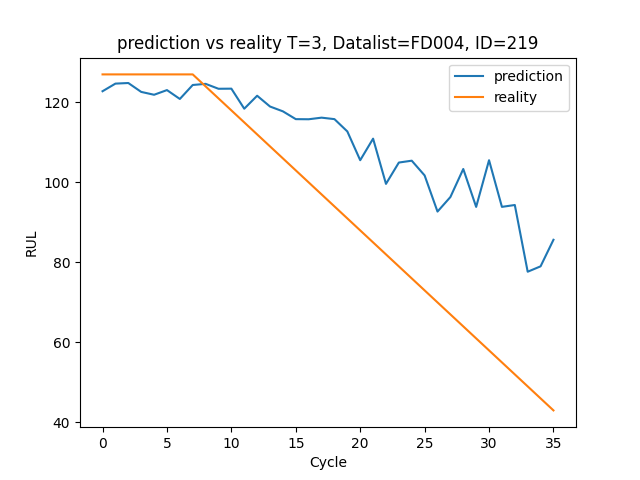 prediction vs reality T=3, Datalist=FD004, ID=219
prediction
reality
120
100
80
60
40
RUL
0 5 10 15 20 25 30 35
Cycle